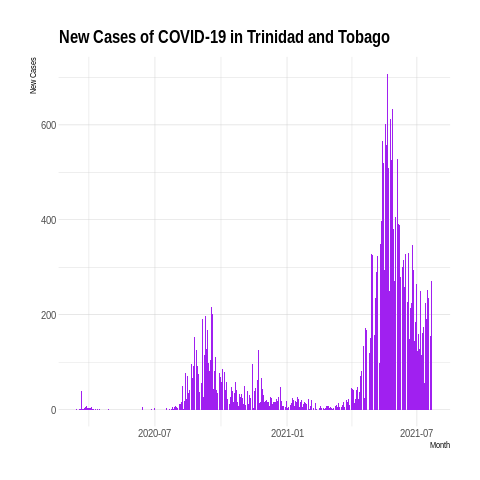 New Cases of COVID-19 in Trinidad and Tobago
New Cases
600
400
200
0
2020-07
2021-01
2021-07
Month